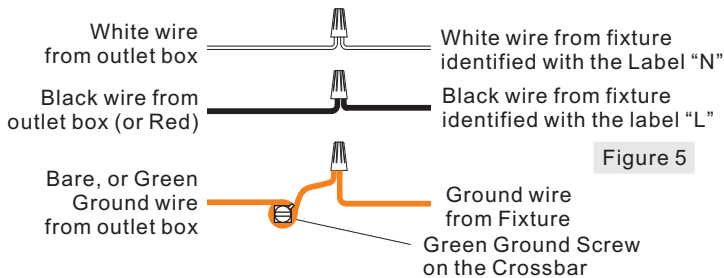 White wire
from outlet box
White wire from fixture
identified with the Label “N”
Black wire from
outlet box (or Red)
Black wire from fixture
identified with the label “L”
Figure 5
Bare, or Green
Ground wire
from outlet box
Ground wire
from Fixture
Green Ground Screw
on the Crossbar